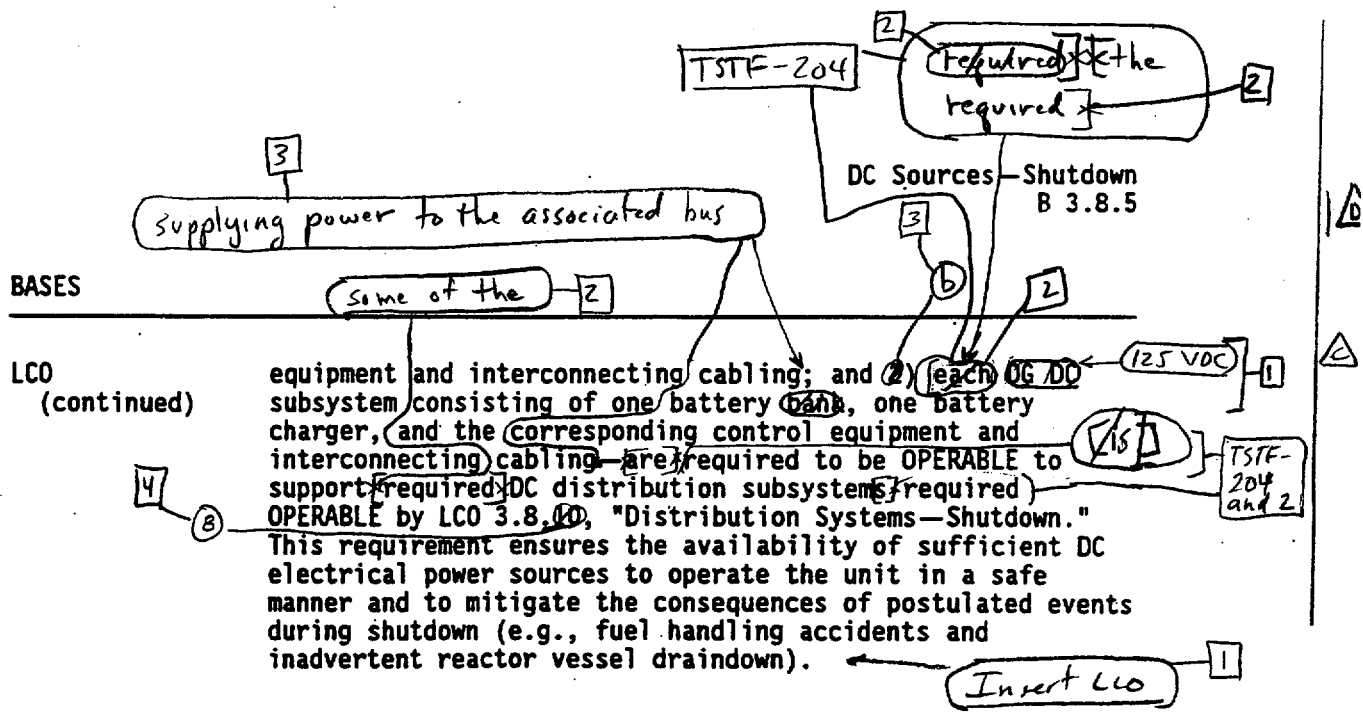 2
required] [the
TSTF-204
required]
2
3
DC Sources—Shutdown
B 3.8.5
supplying power to the associated bus
D
3
BASES
some of the
2
b
2
LCO
(continued)
equipment and interconnecting cabling; and 2) [each DG DC
125 VDC
1
C
subsystem consisting of one battery bank, one battery
charger, and the corresponding control equipment and
[is]
interconnecting cabling—are] required to be OPERABLE to
TSTF-
204
and 2
4
support [required] DC distribution subsystem[s] required
B
OPERABLE by LCO 3.8.10, "Distribution Systems—Shutdown."
This requirement ensures the availability of sufficient DC
electrical power sources to operate the unit in a safe
manner and to mitigate the consequences of postulated events
during shutdown (e.g., fuel handling accidents and
inadvertent reactor vessel draindown).
1
Insert LCO